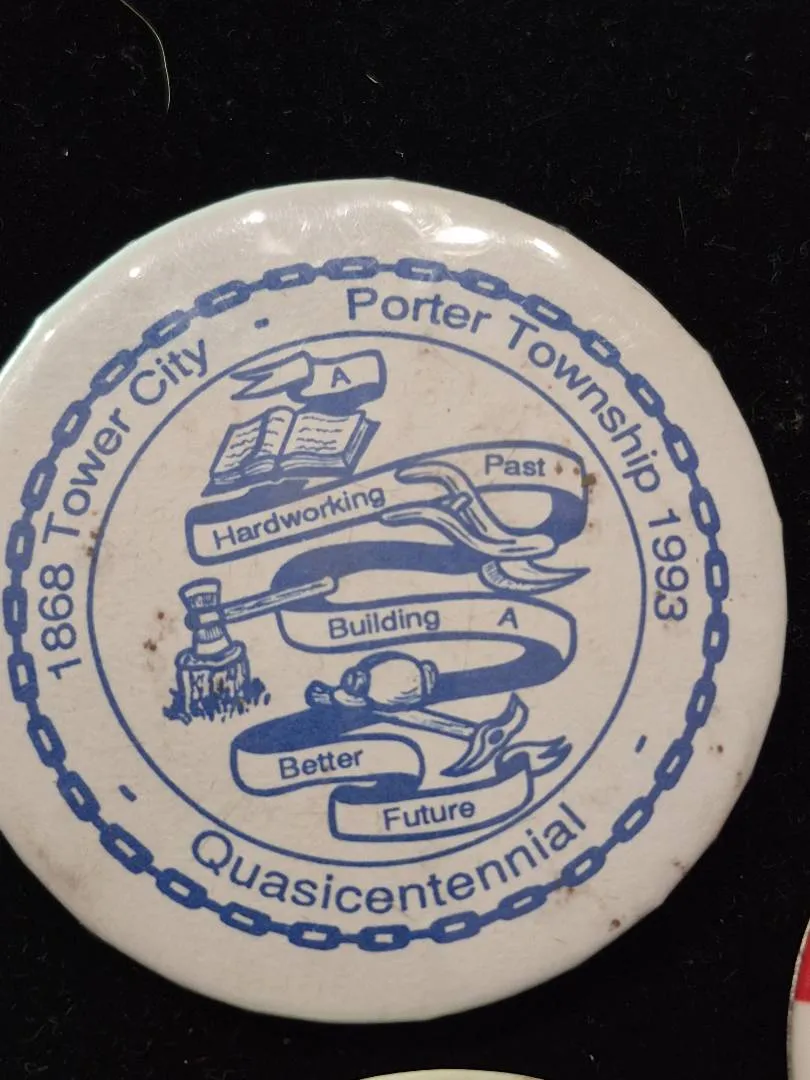 1868 Tower City - Porter Township 1993
A
Hardworking Past
Building A
Better
Future
- Quasicentennial -